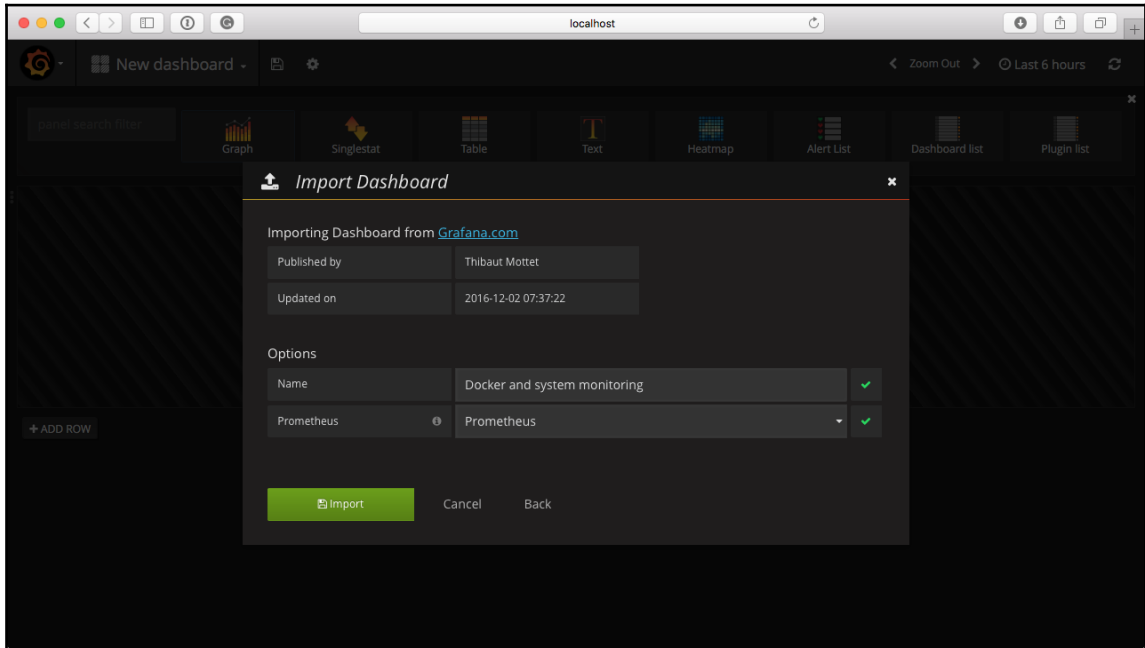 localhost
New dashboard
Zoom Out
Last 6 hours
panel search filter
Graph
Singlestat
Table
Text
Heatmap
Alert List
Dashboard list
Plugin list
Import Dashboard
Importing Dashboard from Grafana.com
Published by Thibaut Mottet
Updated on 2016-12-02 07:37:22
Options
Name Docker and system monitoring
Prometheus Prometheus
+ ADD ROW
Import Cancel Back